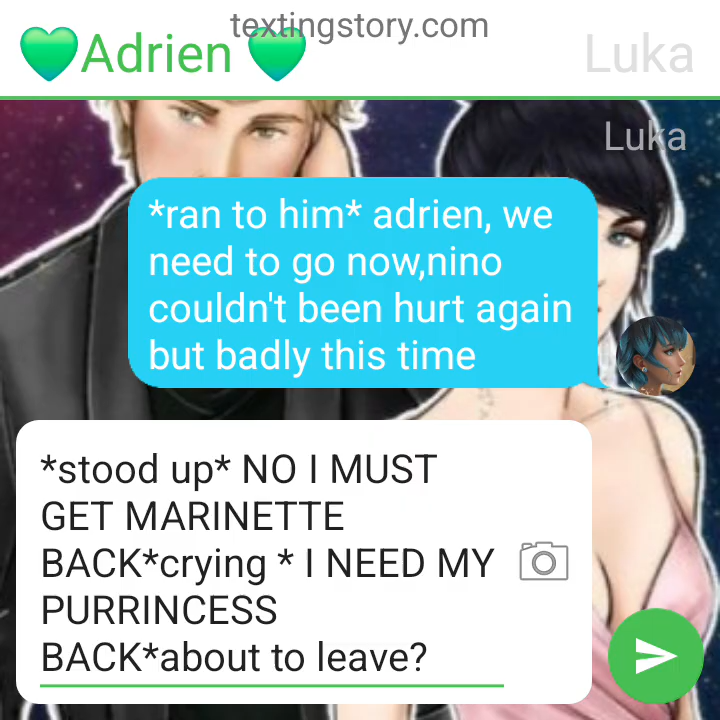 textingstory.com
💚Adrien 💚
Luka
Luka
*ran to him* adrien, we
need to go now,nino
couldn't been hurt again
but badly this time
*stood up* NO I MUST
GET MARINETTE
BACK*crying * I NEED MY
PURRINCESS
BACK*about to leave?